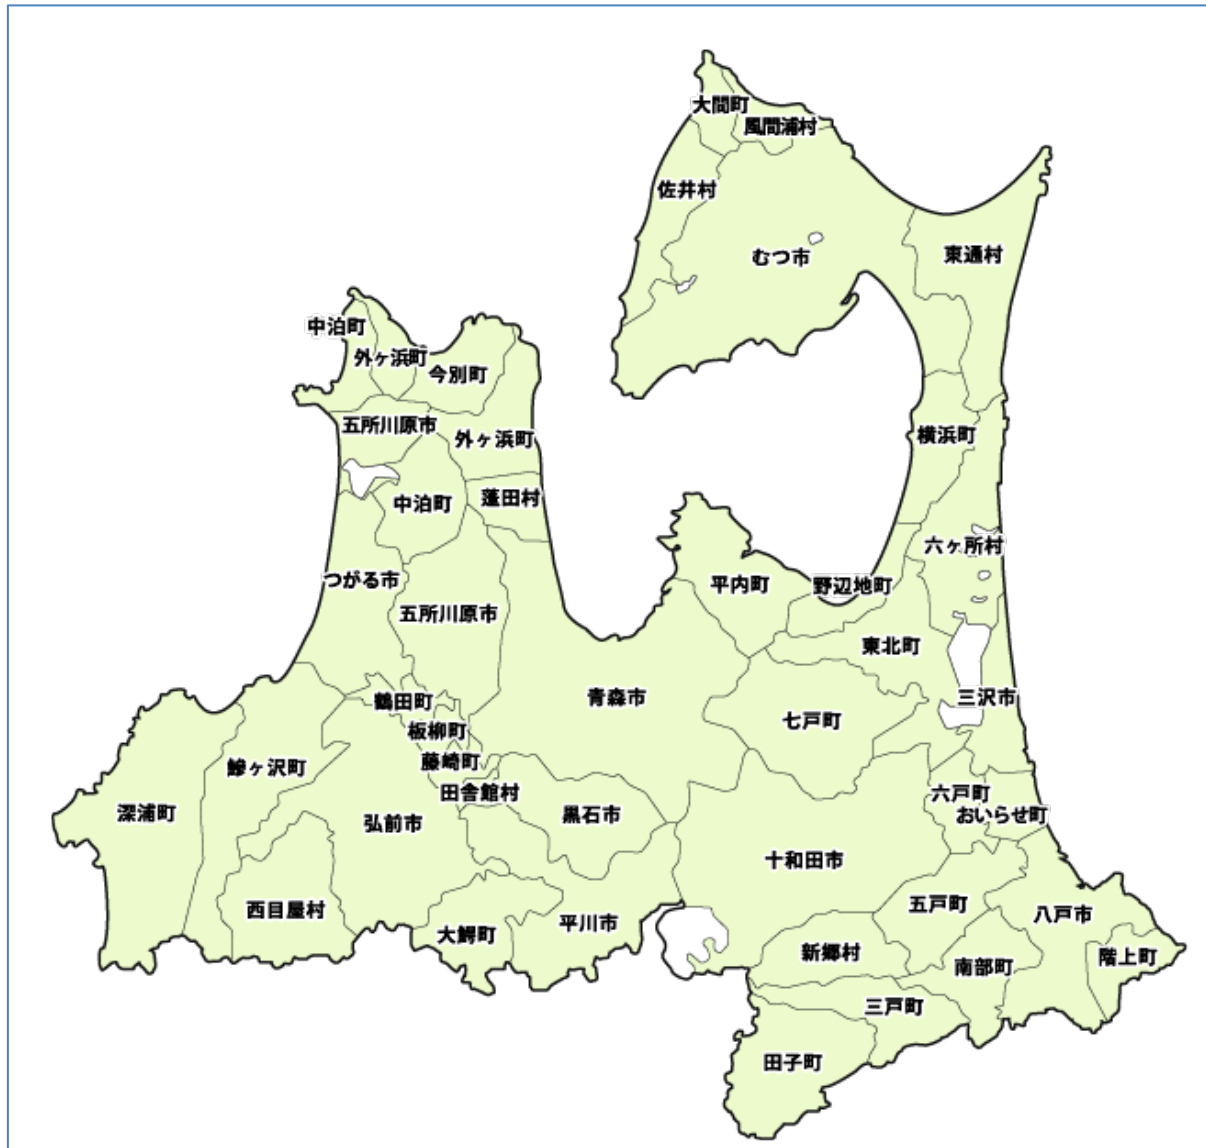 大間町
風間浦村
佐井村
むつ市
東通村
中泊町
外ヶ浜町
今別町
五所川原市
外ヶ浜町
横浜町
中泊町
蓬田村
六ヶ所村
つがる市
平内町
野辺地町
五所川原市
東北町
鶴田町
青森市
三沢市
板柳町
七戸町
藤崎町
鰺ヶ沢町
田舎館村
六戸町
深浦町
弘前市
黒石市
おいらせ町
十和田市
西目屋村
五戸町
八戸市
大鰐町
平川市
新郷村
南部町
階上町
三戸町
田子町